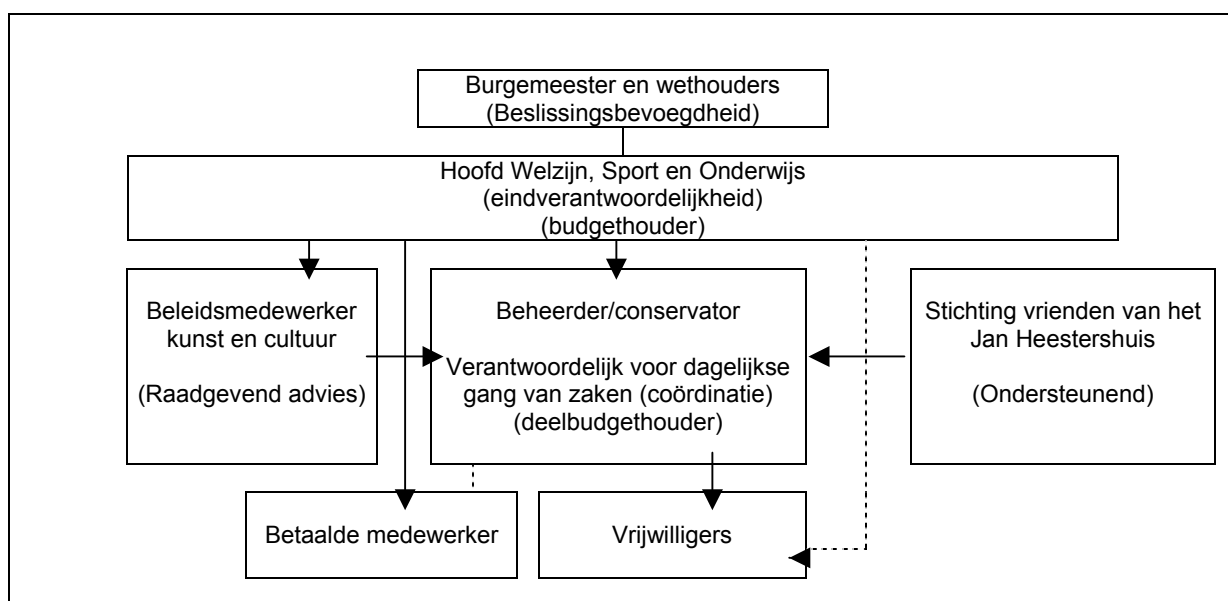 Burgemeester en wethouders
(Beslissingsbevoegdheid)
Hoofd Welzijn, Sport en Onderwijs
(eindverantwoordelijkheid)
(budgethouder)
Beleidsmedewerker
kunst en cultuur
(Raadgevend advies)
Beheerder/conservator
Verantwoordelijk voor dagelijkse
gang van zaken (coördinatie)
(deelbudgethouder)
Stichting vrienden van het
Jan Heestershuis
(Ondersteunend)
Betaalde medewerker
Vrijwilligers